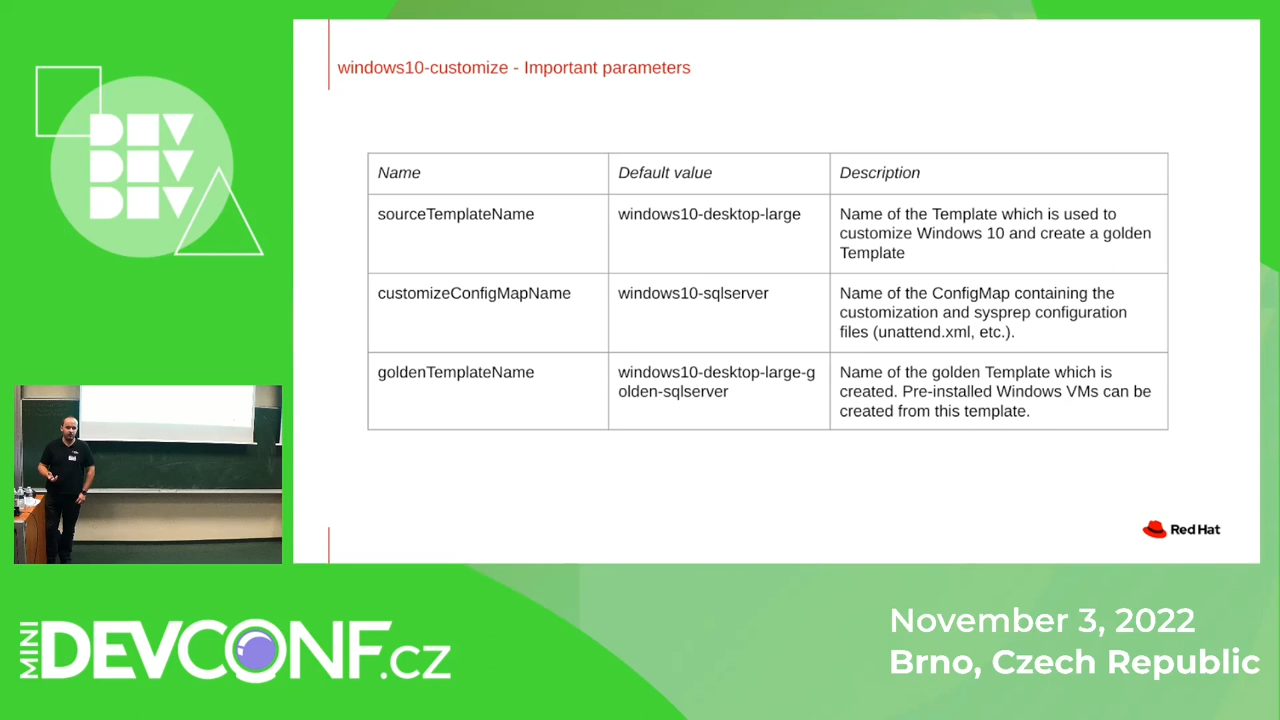 DEV
DEV
DEV
windows10-customize - Important parameters
Name
Default value
Description
sourceTemplateName
windows10-desktop-large
Name of the Template which is used to
customize Windows 10 and create a golden
Template
customizeConfigMapName
windows10-sqlserver
Name of the ConfigMap containing the
customization and sysprep configuration
files (unattend.xml, etc.).
goldenTemplateName
windows10-desktop-large-g
olden-sqlserver
Name of the golden Template which is
created. Pre-installed Windows VMs can be
created from this template.
Red Hat
MINI
DEVCONF.cz
November 3, 2022
Brno, Czech Republic